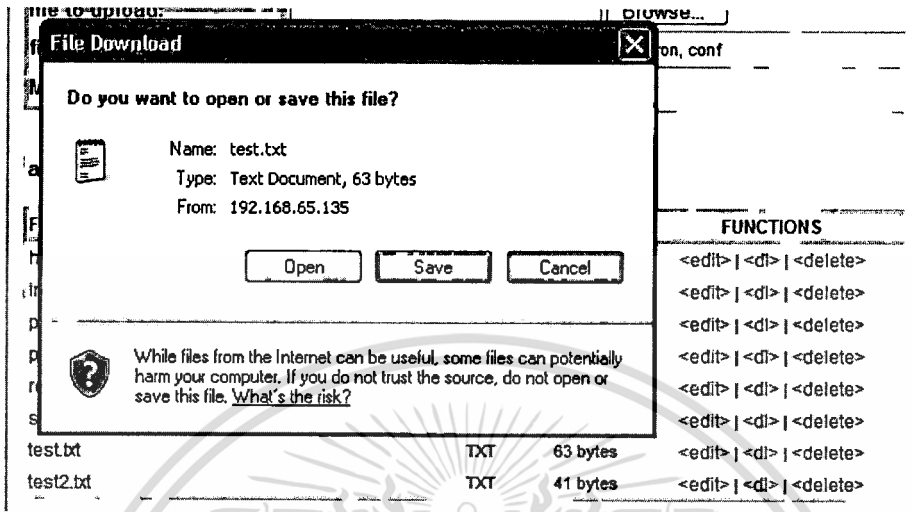 file to upload:
Browse...
File Download
ron, conf
Do you want to open or save this file?
Name: test.txt
Type: Text Document, 63 bytes
From: 192.168.65.135
FUNCTIONS
Open Save Cancel
<edit> | <dl> | <delete>
<edit> | <dl> | <delete>
<edit> | <dl> | <delete>
While files from the Internet can be useful, some files can potentially
<edit> | <dl> | <delete>
harm your computer. If you do not trust the source, do not open or
save this file. What's the risk?
<edit> | <dl> | <delete>
<edit> | <dl> | <delete>
test.txt TXT 63 bytes <edit> | <dl> | <delete>
test2.txt TXT 41 bytes <edit> | <dl> | <delete>